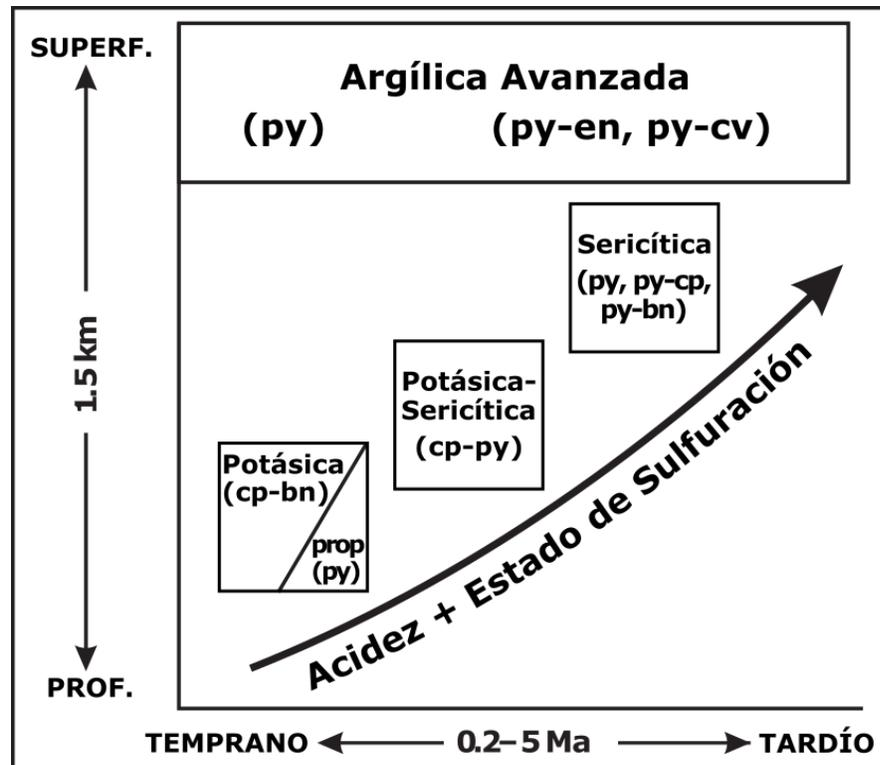 SUPERF.
Argílica Avanzada
(py) (py-en, py-cv)
Sericítica
(py, py-cp,
py-bn)
1.5 km
Potásica-
Sericítica
(cp-py)
Potásica
(cp-bn)
prop
(py)
Acidez + Estado de Sulfuración
PROF.
TEMPRANO 0.2–5 Ma TARDÍO